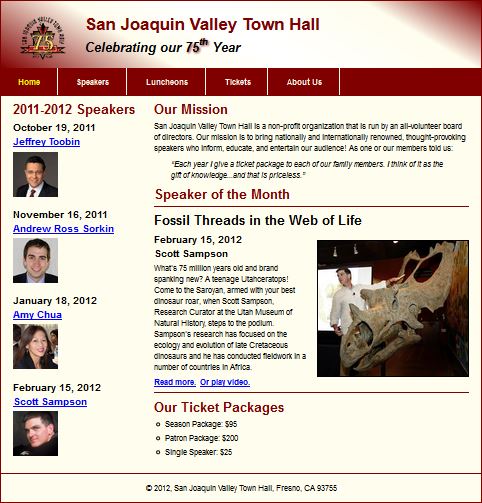 San Joaquin Valley Town Hall
Celebrating our 75th Year
75
Home Speakers Luncheons Tickets About Us
2011-2012 Speakers
October 19, 2011
Jeffrey Toobin
November 16, 2011
Andrew Ross Sorkin
January 18, 2012
Amy Chua
February 15, 2012
Scott Sampson
Our Mission
San Joaquin Valley Town Hall is a non-profit organization that is run by an all-volunteer board
of directors. Our mission is to bring nationally and internationally renowned, thought-provoking
speakers who inform, educate, and entertain our audience! As one or our members told us:
“Each year I give a ticket package to each of our family members. I think of it as the
gift of knowledge...and that is priceless.”
Speaker of the Month
Fossil Threads in the Web of Life
February 15, 2012
Scott Sampson
What's 75 million years old and brand
spanking new? A teenage Utahceratops!
Come to the Saroyan, armed with your best
dinosaur roar, when Scott Sampson,
Research Curator at the Utah Museum of
Natural History, steps to the podium.
Sampson's research has focused on the
ecology and evolution of late Cretaceous
dinosaurs and he has conducted fieldwork in a
number of countries in Africa.
Read more. Or play video.
Our Ticket Packages
Season Package: $95
Patron Package: $200
Single Speaker: $25
© 2012, San Joaquin Valley Town Hall, Fresno, CA 93755